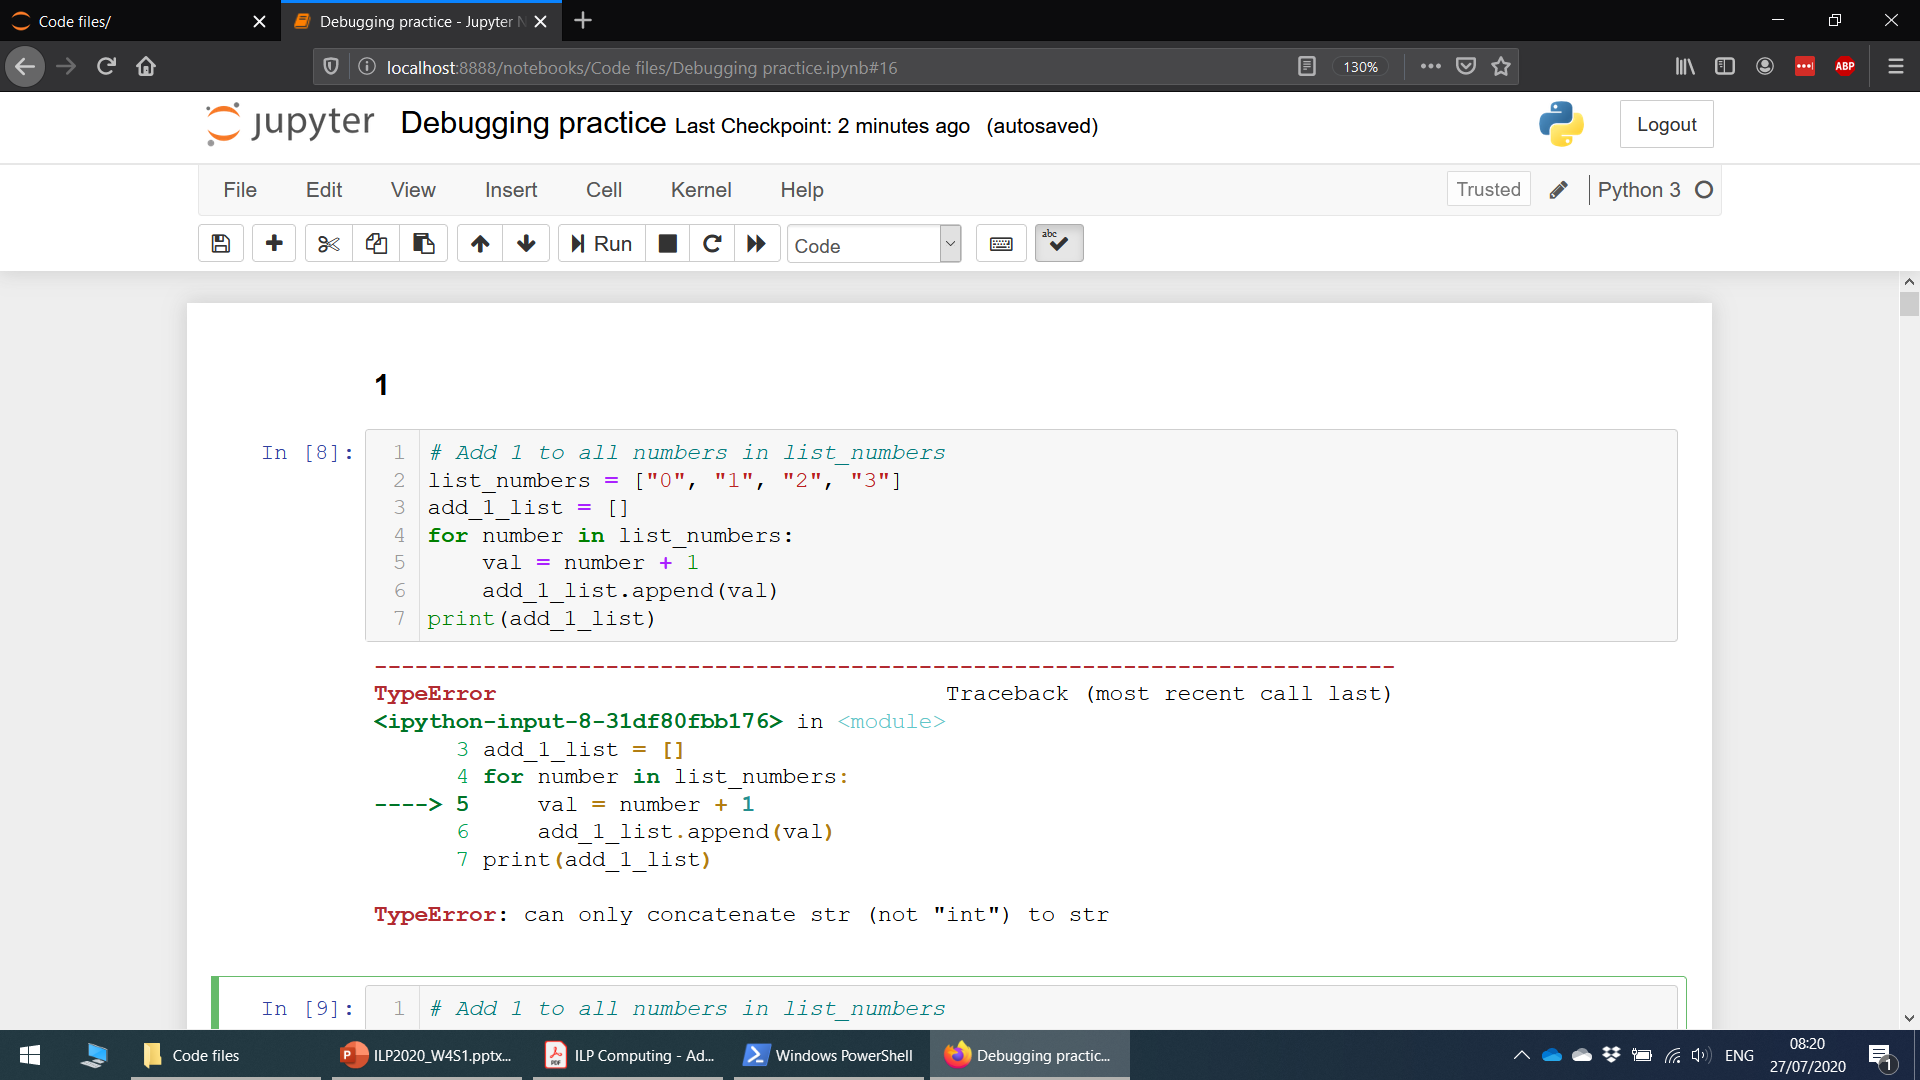 Code files/
Debugging practice - Jupyter N
localhost:8888/notebooks/Code files/Debugging practice.ipynb#16
130%
ABP
jupyter Debugging practice Last Checkpoint: 2 minutes ago (autosaved)
Logout
File Edit View Insert Cell Kernel Help
Trusted
Python 3
Run
Code
abc
1
In [8]:
1 # Add 1 to all numbers in list_numbers
2 list_numbers = ["0", "1", "2", "3"]
3 add_1_list = []
4 for number in list_numbers:
5     val = number + 1
6     add_1_list.append(val)
7 print(add_1_list)
---------------------------------------------------------------------------
TypeError                                 Traceback (most recent call last)
<ipython-input-8-31df80fbb176> in <module>
      3 add_1_list = []
      4 for number in list_numbers:
----> 5     val = number + 1
      6     add_1_list.append(val)
      7 print(add_1_list)
TypeError: can only concatenate str (not "int") to str
In [9]:
1 # Add 1 to all numbers in list_numbers
Code files
ILP2020_W4S1.pptx...
ILP Computing - Ad...
Windows PowerShell
Debugging practic...
ENG
08:20
27/07/2020
1